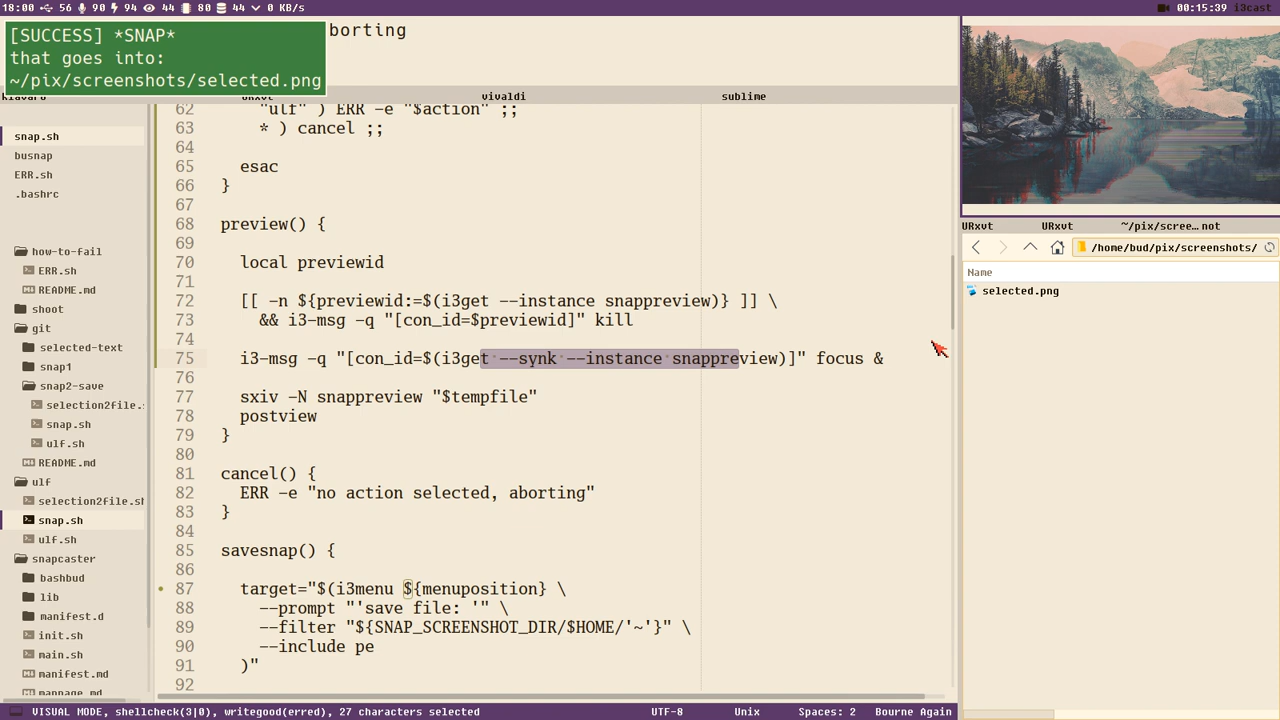 18:00 56 90 94 44 80 44 0 KB/s
00:15:39 i3cast
[SUCCESS] *SNAP*
that goes into:
~/pix/screenshots/selected.png
borting
vivaldi
sublime
snap.sh
busnap
ERR.sh
.bashrc
how-to-fail
ERR.sh
README.md
shoot
git
selected-text
snap1
snap2-save
selection2file.
snap.sh
ulf.sh
README.md
ulf
selection2file.sh
snap.sh
ulf.sh
snapcaster
bashbud
lib
manifest.d
init.sh
main.sh
manifest.md
mappage.md
62 "ulf" ) ERR -e "$action" ;;
63 * ) cancel ;;
64
65 esac
66 }
67
68 preview() {
69
70 local previewid
71
72 [[ -n ${previewid:=$(i3get --instance snappreview)} ]] \
73 && i3-msg -q "[con_id=$previewid]" kill
74
75 i3-msg -q "[con_id=$(i3get --synk --instance snappreview)]" focus &
76
77 sxiv -N snappreview "$tempfile"
78 postview
79 }
80
81 cancel() {
82 ERR -e "no action selected, aborting"
83 }
84
85 savesnap() {
86
87 target="$(i3menu ${menuposition} \
88 --prompt "'save file: '" \
89 --filter "${SNAP_SCREENSHOT_DIR/$HOME/'~'}" \
90 --include pe
91 )"
92
URxvt URxvt ~/pix/scree…not
/home/bud/pix/screenshots/
Name
selected.png
VISUAL MODE, shellcheck(3|0), writegood(erred), 27 characters selected UTF-8 Unix Spaces: 2 Bourne Again